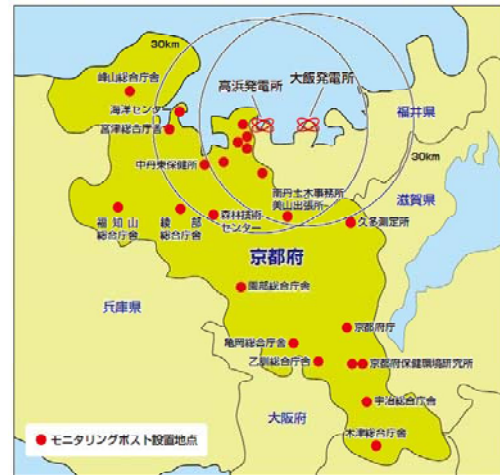 30km
峰山総合庁舎
高浜発電所
大飯発電所
海洋センター
福井県
宮津総合庁舎
30km
中丹東保健所
滋賀県
南丹土木事務所
美山出張所
福知山
総合庁舎
綾部
総合庁舎
森林技術
センター
久多測定所
京都府
園部総合庁舎
兵庫県
京都府庁
亀岡総合庁舎
乙訓総合庁舎
京都府保健環境研究所
宇治総合庁舎
大阪府
木津総合庁舎
モニタリングポスト設置地点